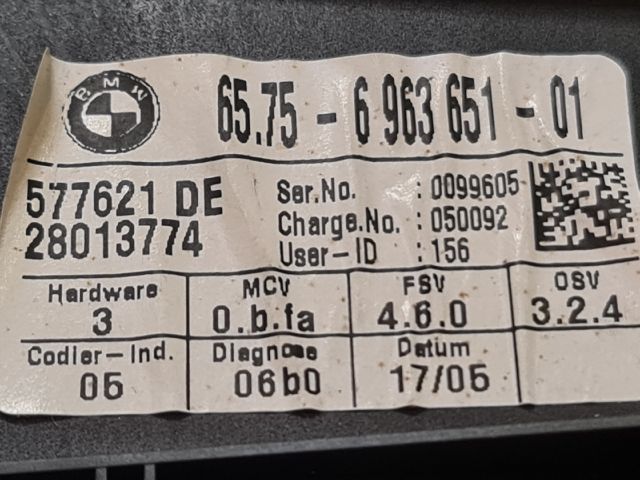 BMW
65.75 - 6 963 651 - 01
577621 DE
28013774
Ser.No. : 0099605
Charge.No. : 050092
User-ID : 156
Hardware MCV FSV OSV
3 0.b.fa 4.6.0 3.2.4
Codier-Ind. Diagnose Datum
05 06b0 17/05